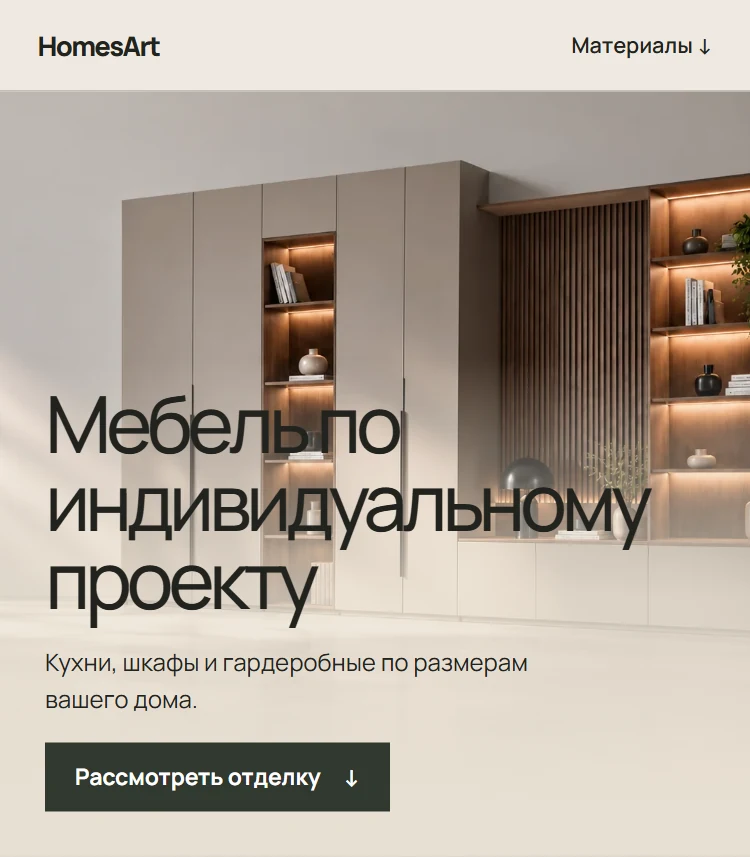 HomesArt
Материалы ↓
Мебель по
индивидуальному
проекту
Кухни, шкафы и гардеробные по размерам
вашего дома.
Рассмотреть отделку ↓